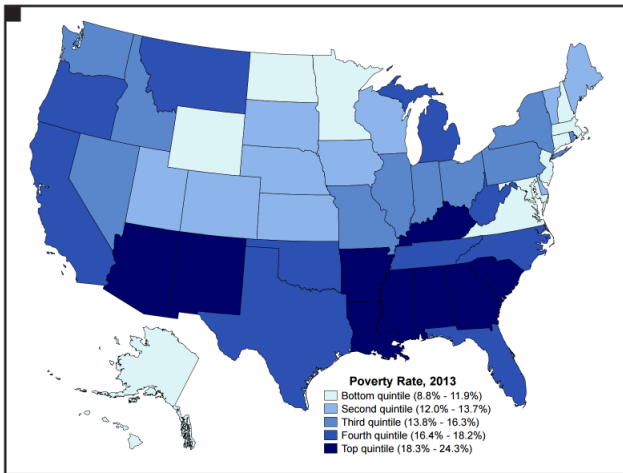 Poverty Rate, 2013
Bottom quintile (8.8% - 11.9%)
Second quintile (12.0% - 13.7%)
Third quintile (13.8% - 16.3%)
Fourth quintile (16.4% - 18.2%)
Top quintile (18.3% - 24.3%)